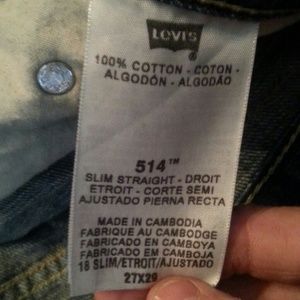 LEVI'S
®
100% COTTON - COTON -
ALGODÓN - ALGODÃO
514™
SLIM STRAIGHT - DROIT
ETROIT - CORTE SEMI
AJUSTADO PIERNA RECTA
MADE IN CAMBODIA
FABRIQUE AU CAMBODGE
FABRICADO EN CAMBOYA
FABRICADO EM CAMBOJA
18 SLIM/ETROIT/AJUSTADO
27X29